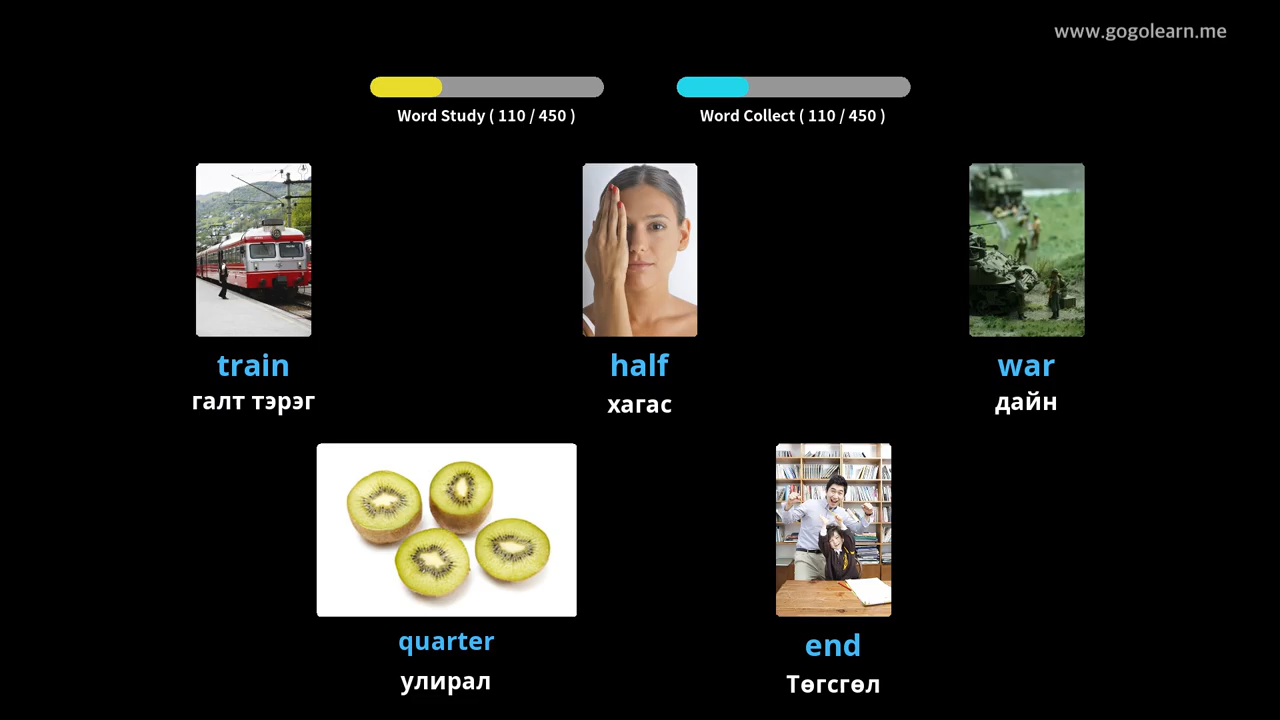 www.gogolearn.me
Word Study ( 110 / 450 )
Word Collect ( 110 / 450 )
train
галт тэрэг
half
хагас
war
дайн
quarter
улирал
end
Төгсгөл